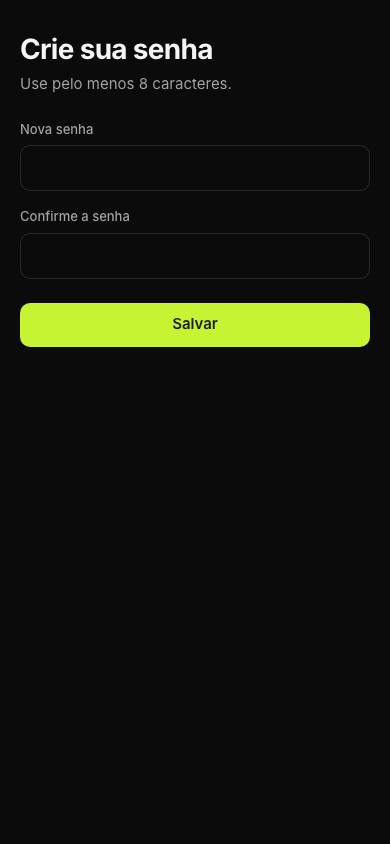 Crie sua senha
Use pelo menos 8 caracteres.
Nova senha
Confirme a senha
Salvar